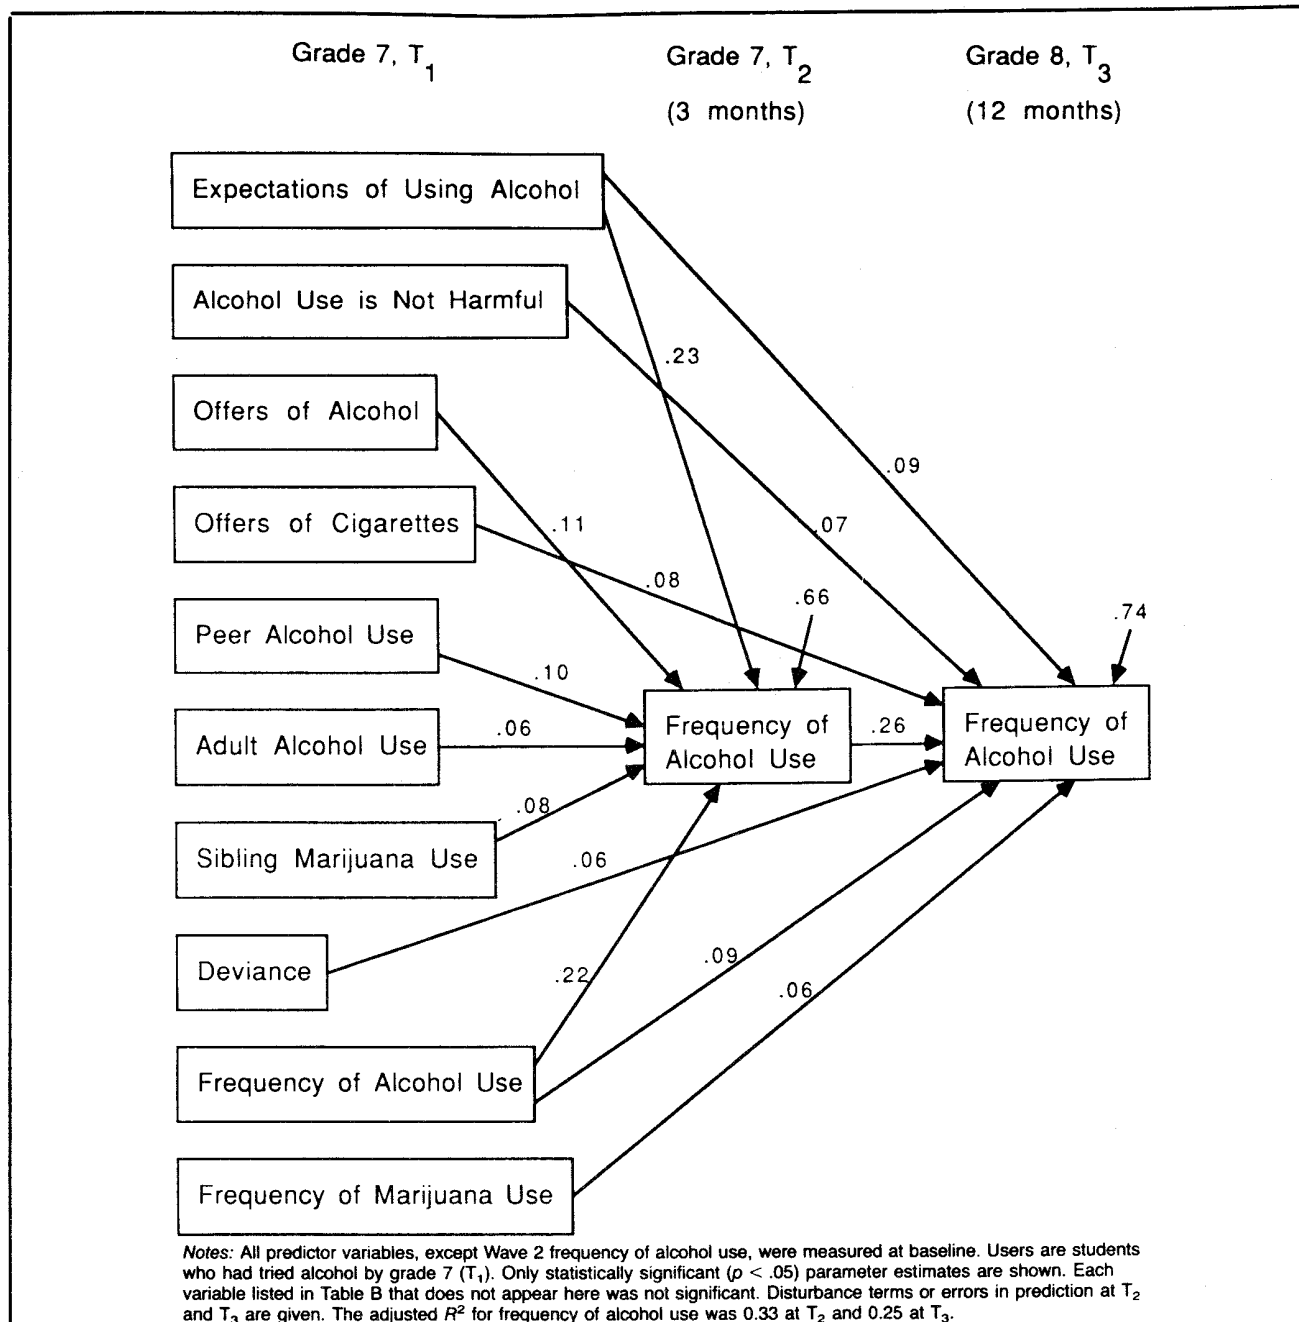 Grade 7, T1 Grade 7, T2 Grade 8, T3
(3 months) (12 months)
Expectations of Using Alcohol
Alcohol Use is Not Harmful
.23
Offers of Alcohol
.09
Offers of Cigarettes
.11
.07
.08
.66
.74
Peer Alcohol Use
.10
Adult Alcohol Use
.06
Frequency of
Alcohol Use
.26
Frequency of
Alcohol Use
.08
Sibling Marijuana Use
.06
Deviance
.22
.09
.06
Frequency of Alcohol Use
Frequency of Marijuana Use
Notes: All predictor variables, except Wave 2 frequency of alcohol use, were measured at baseline. Users are students
who had tried alcohol by grade 7 (T1). Only statistically significant (p < .05) parameter estimates are shown. Each
variable listed in Table B that does not appear here was not significant. Disturbance terms or errors in prediction at T2
and T3 are given. The adjusted R2 for frequency of alcohol use was 0.33 at T2 and 0.25 at T3.